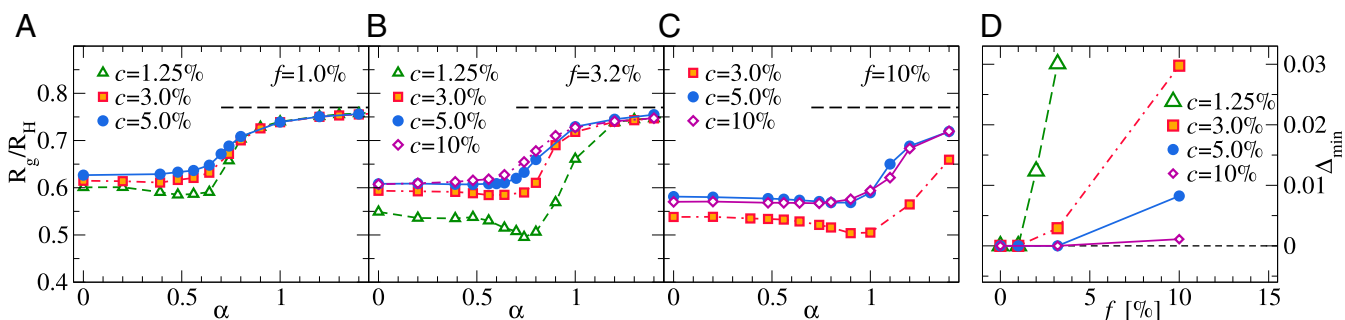 A
B
C
D
R_g/R_H
0.8
0.7
0.6
0.5
0.4
c=1.25%
c=3.0%
c=5.0%
f=1.0%
0 0.5 1
α
c=1.25%
c=3.0%
c=5.0%
c=10%
f=3.2%
0 0.5 1
α
c=3.0%
c=5.0%
c=10%
f=10%
0 0.5 1
α
c=1.25%
c=3.0%
c=5.0%
c=10%
0.03
0.02
0.01
0
Δ_min
0 5 10 15
f [%]